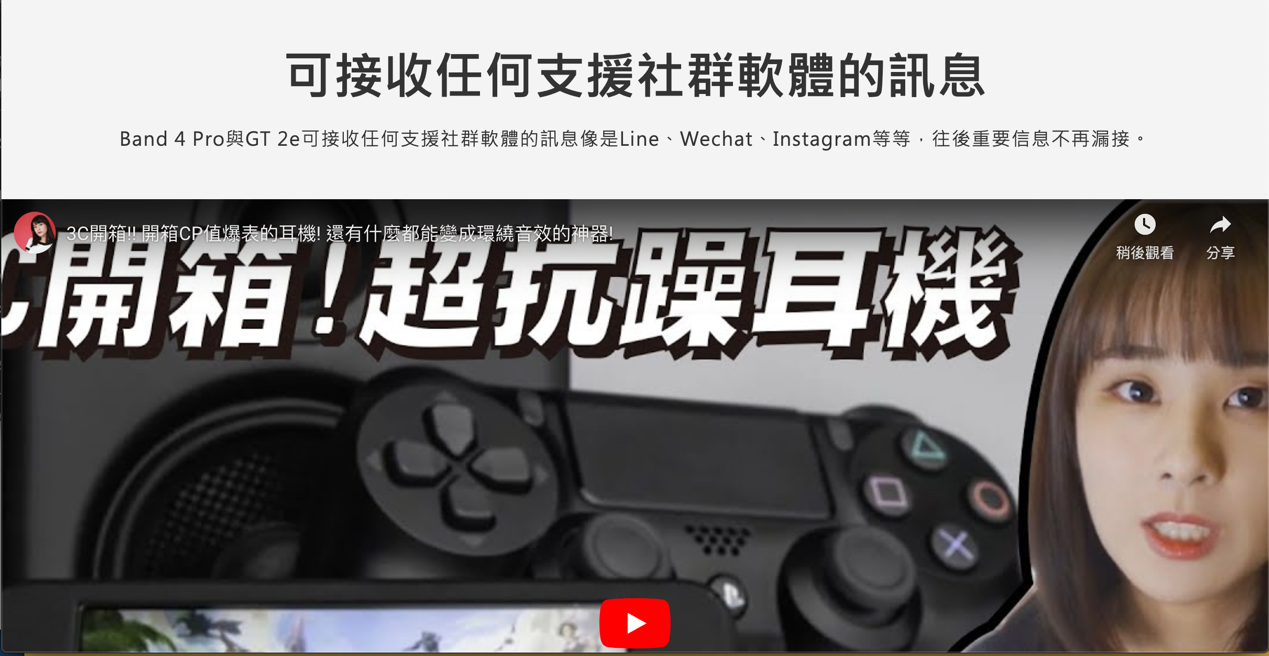 可接收任何支援社群軟體的訊息
Band 4 Pro與GT 2e可接收任何支援社群軟體的訊息像是Line、Wechat、Instagram等等，往後重要信息不再漏接。
3C開箱!! 開箱CP值爆表的耳機! 還有什麼都能變成環繞音效的神器!
稍後觀看
分享
C開箱!超抗躁耳機